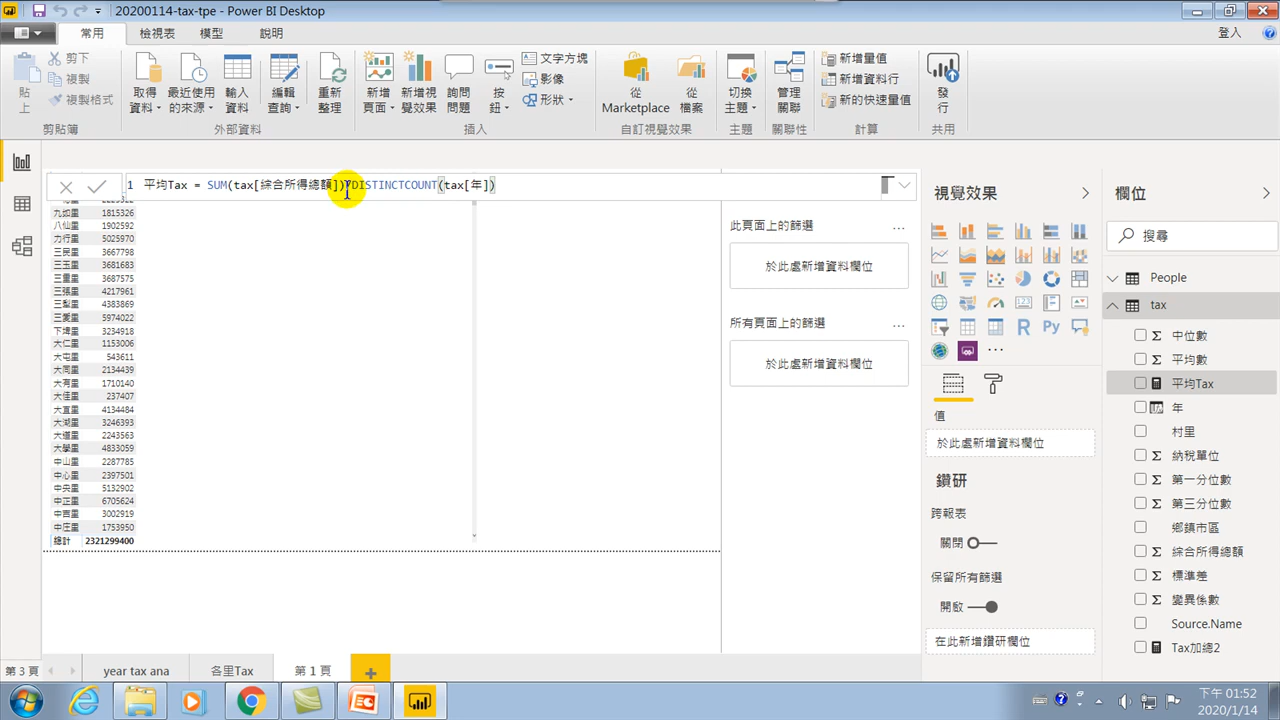 20200114-tax-tpe - Power BI Desktop
常用
檢視表
模型
說明
登入
貼上
剪下
複製
複製格式
剪貼簿
取得資料
最近使用的來源
輸入資料
編輯查詢
重新整理
外部資料
新增頁面
新增視覺效果
詢問問題
按鈕
文字方塊
影像
形狀
插入
從 Marketplace
從檔案
自訂視覺效果
切換主題
主題
管理關聯
關聯性
新增量值
新增資料行
新的快速量值
計算
發行
共用
1 平均Tax = SUM(tax[綜合所得總額])/DISTINCTCOUNT(tax[年])
九如里 1815326
八仙里 1902592
力行里 5025970
三民里 3667798
三玉里 3681683
三重里 3887575
三張里 4217961
三犁里 4383869
三愛里 5974022
下埤里 3234918
大仁里 1153006
大屯里 543611
大同里 2134439
大有里 1710140
大佳里 237407
大直里 4134484
大湖里 3246393
大道里 2243563
大學里 4833059
中山里 2287785
中心里 2397501
中央里 5132902
中正里 6705624
中吉里 3002919
中庄里 1753950
總計 2321299400
此頁面上的篩選
於此處新增資料欄位
所有頁面上的篩選
於此處新增資料欄位
視覺效果
值
於此處新增資料欄位
鑽研
跨報表
關閉
保留所有篩選
開啟
在此新增鑽研欄位
欄位
搜尋
People
tax
中位數
平均數
平均Tax
年
村里
納稅單位
第一分位數
第三分位數
鄉鎮市區
綜合所得總額
標準差
變異係數
Source.Name
Tax加總2
第 3 頁
year tax ana
各里Tax
第 1 頁
下午 01:52
2020/1/14